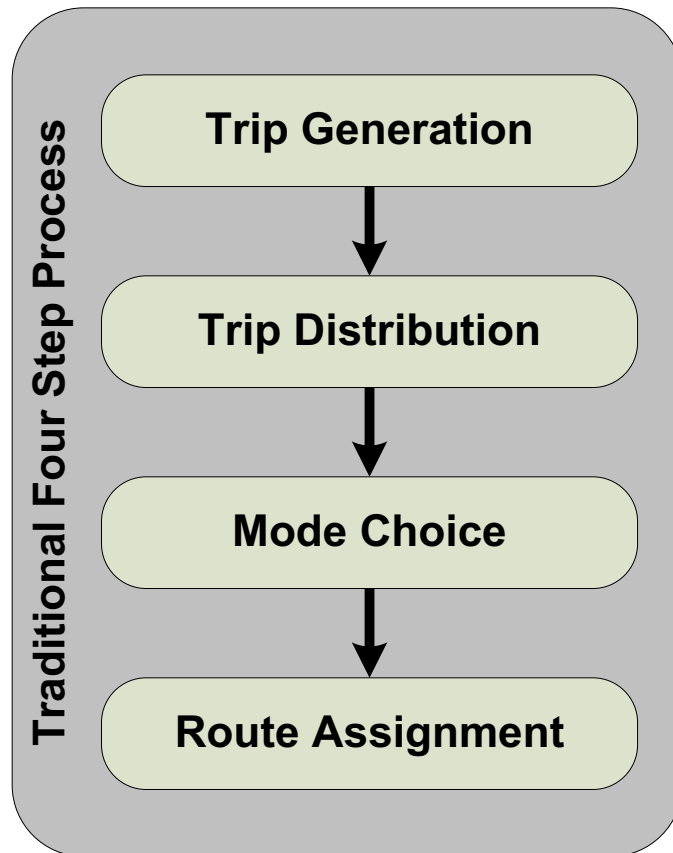 Traditional Four Step Process
Trip Generation
Trip Distribution
Mode Choice
Route Assignment